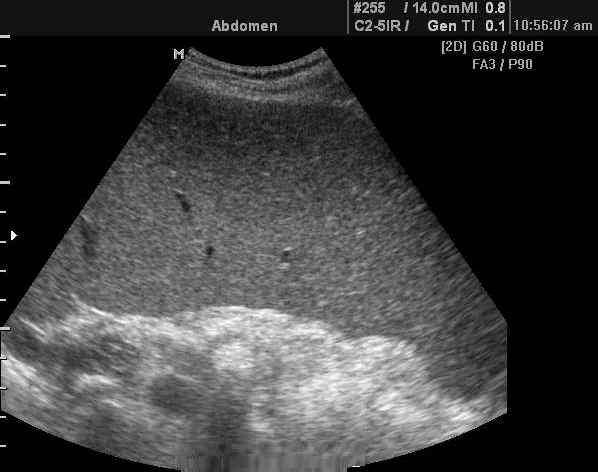 #255 / 14.0cm MI 0.8
Abdomen C2-5IR / Gen TI 0.1 10:56:07 am
[2D] G60 / 80dB
FA3 / P90
M